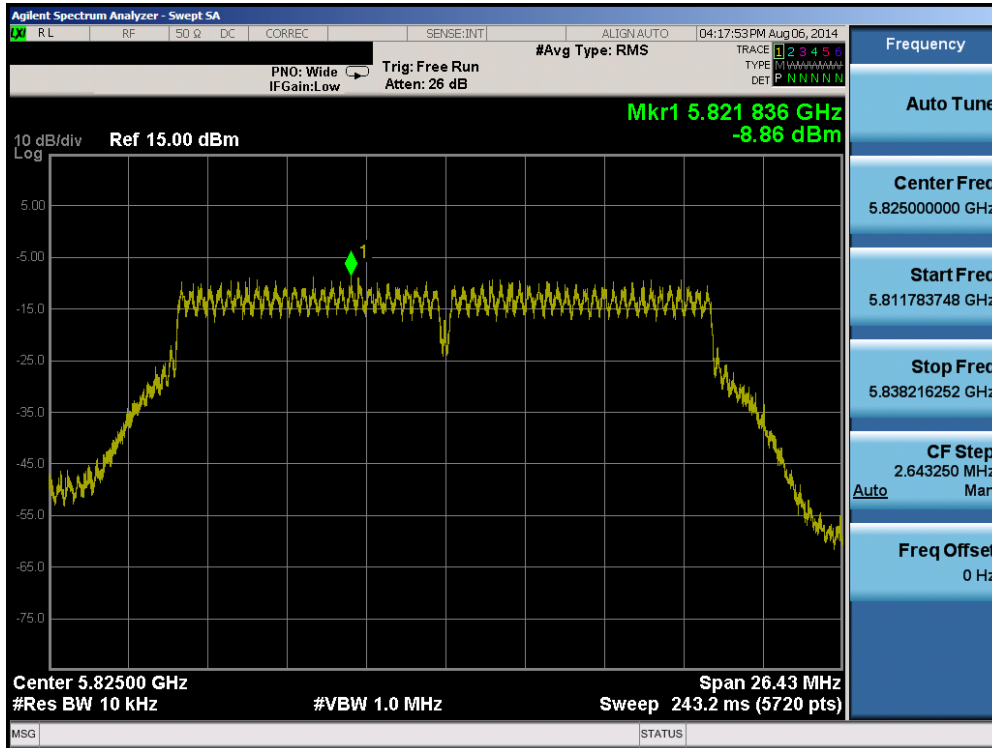 Agilent Spectrum Analyzer - Swept SA
LXI RL RF 50 Ω DC CORREC SENSE:INT ALIGN AUTO 04:17:53 PM Aug 06, 2014
#Avg Type: RMS TRACE 1 2 3 4 5 6
PNO: Wide Trig: Free Run TYPE M WWWWW
IFGain:Low Atten: 26 dB DET P N N N N N
Mkr1 5.821 836 GHz
-8.86 dBm
10 dB/div Ref 15.00 dBm
Log
5.00
-5.00
-15.0
-25.0
-35.0
-45.0
-55.0
-65.0
-75.0
1
Center 5.82500 GHz Span 26.43 MHz
#Res BW 10 kHz #VBW 1.0 MHz Sweep 243.2 ms (5720 pts)
MSG STATUS
Frequency
Auto Tune
Center Freq
5.825000000 GHz
Start Freq
5.811783748 GHz
Stop Freq
5.838216252 GHz
CF Step
2.643250 MHz
Auto Man
Freq Offset
0 Hz